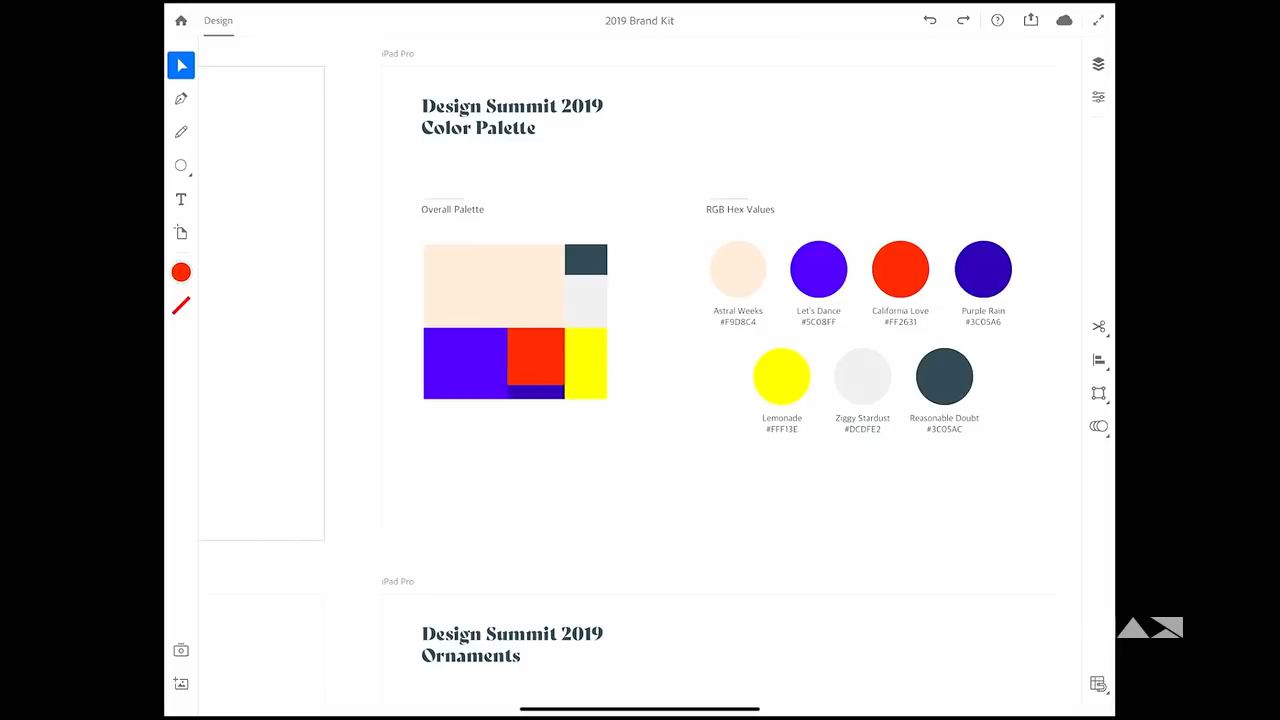 Design
2019 Brand Kit
iPad Pro
Design Summit 2019
Color Palette
Overall Palette
RGB Hex Values
Astral Weeks
#F9D8C4
Let's Dance
#5C08FF
California Love
#FF2631
Purple Rain
#3C05A6
Lemonade
#FFF13E
Ziggy Stardust
#DCDFE2
Reasonable Doubt
#3C05AC
iPad Pro
Design Summit 2019
Ornaments